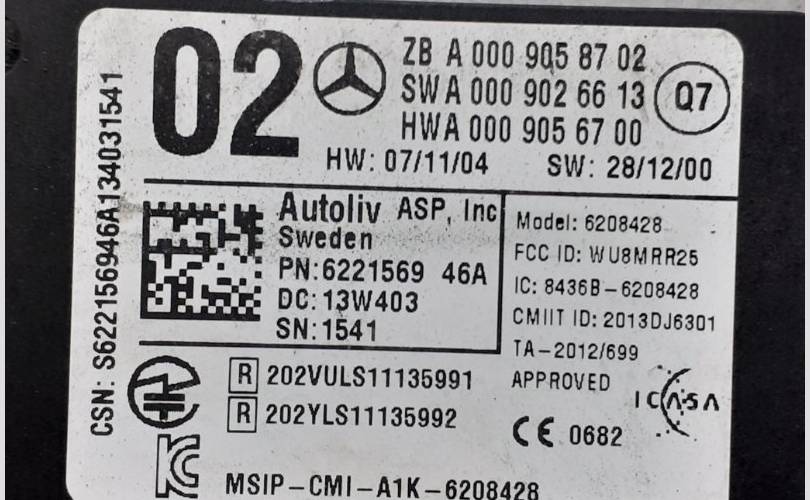 02
ZB A 000 905 87 02
SW A 000 902 66 13
HWA 000 905 67 00
Q7
HW: 07/11/04 SW: 28/12/00
CSN: S622156946A134031541
Autoliv ASP, Inc
Sweden
PN:6221569 46A
DC:13W403
SN:1541
Model: 6208428
FCC ID: WU8MRR25
IC: 8436B-6208428
CMIIT ID: 2013DJ6301
TA-2012/699
APPROVED
ICASA
R 202VULS11135991
R 202YLS11135992
CE 0682
MSIP-CMI-A1K-6208428